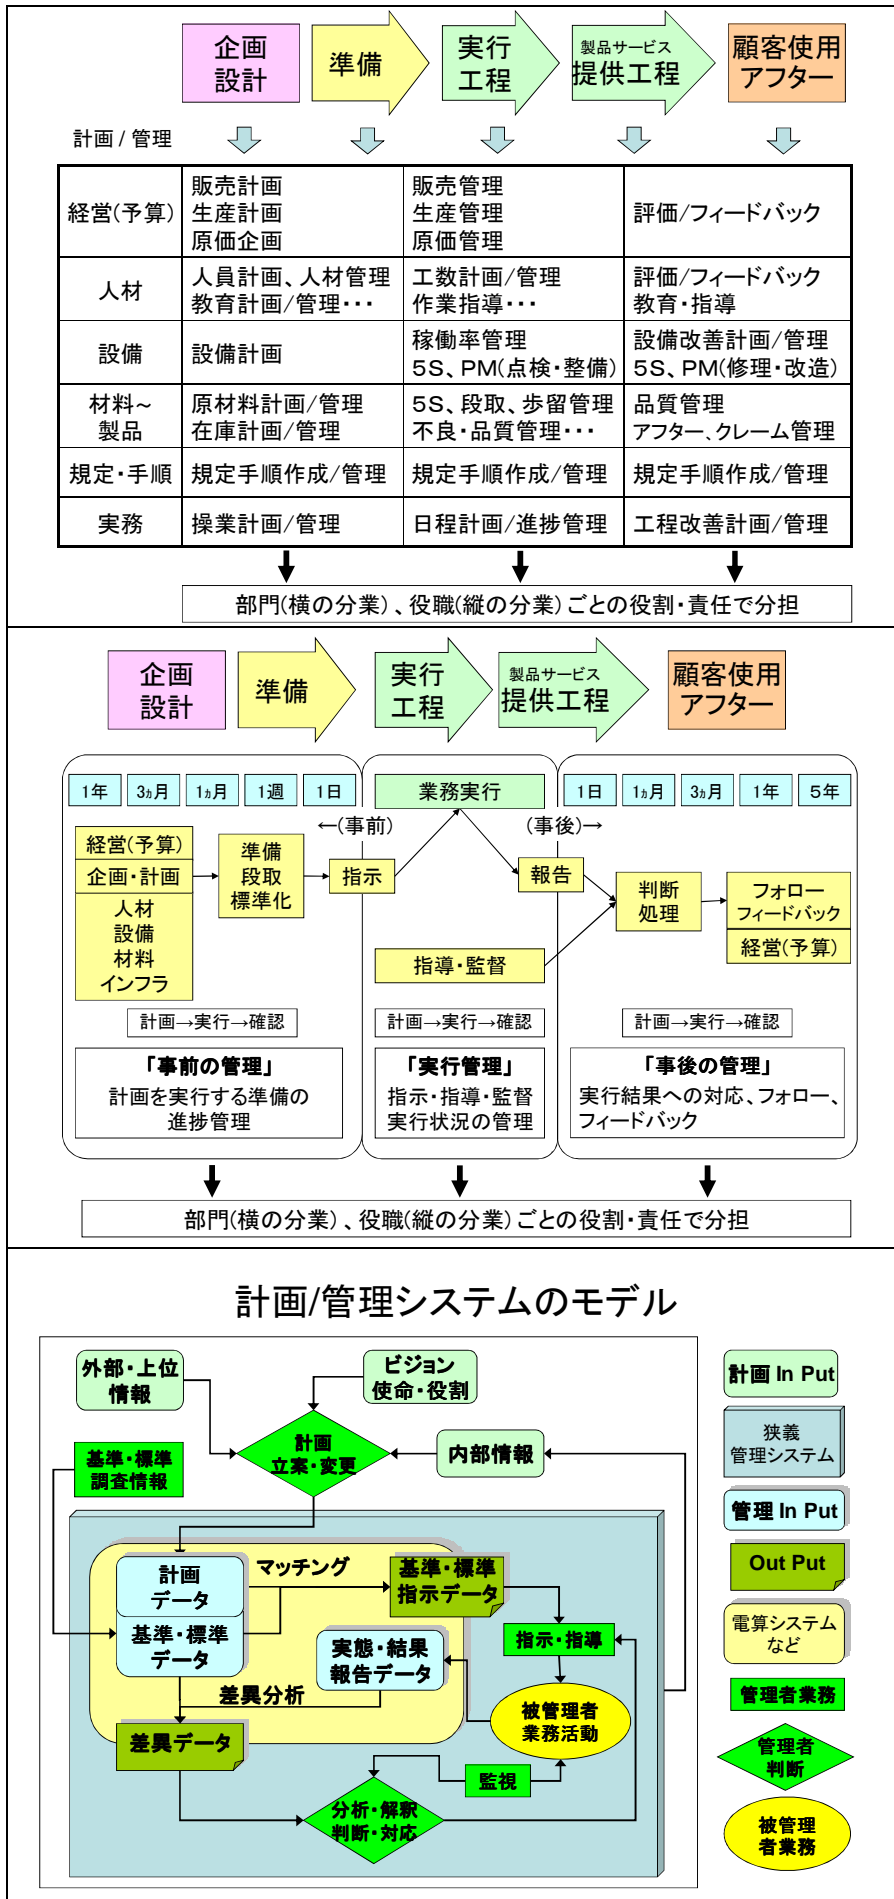 企画
設計
準備
実行
工程
製品サービス
提供工程
顧客使用
アフター
計画 / 管理
経営(予算)
販売計画
生産計画
原価企画
販売管理
生産管理
原価管理
評価/フィードバック
人材
人員計画、人材管理
教育計画/管理・・・
工数計画/管理
作業指導・・・
評価/フィードバック
教育・指導
設備
設備計画
稼働率管理
5S、PM(点検・整備)
設備改善計画/管理
5S、PM(修理・改造)
材料~
製品
原材料計画/管理
在庫計画/管理
5S、段取、歩留管理
不良・品質管理・・・
品質管理
アフター、クレーム管理
規定・手順
規定手順作成/管理
規定手順作成/管理
規定手順作成/管理
実務
操業計画/管理
日程計画/進捗管理
工程改善計画/管理
部門(横の分業)、役職(縦の分業)ごとの役割・責任で分担
企画
設計
準備
実行
工程
製品サービス
提供工程
顧客使用
アフター
1年
3ヵ月
1ヵ月
1週
1日
業務実行
1日
1ヵ月
3ヵ月
1年
5年
←(事前)
(事後)→
経営(予算)
企画・計画
人材
設備
材料
インフラ
準備
段取
標準化
指示
報告
指導・監督
判断
処理
フォロー
フィードバック
経営(予算)
計画→実行→確認
計画→実行→確認
計画→実行→確認
「事前の管理」
計画を実行する準備の
進捗管理
「実行管理」
指示・指導・監督
実行状況の管理
「事後の管理」
実行結果への対応、フォロー、
フィードバック
部門(横の分業)、役職(縦の分業)ごとの役割・責任で分担
計画/管理システムのモデル
外部・上位
情報
ビジョン
使命・役割
計画
立案・変更
内部情報
基準・標準
調査情報
計画
データ
マッチング
基準・標準
指示データ
基準・標準
データ
実態・結果
報告データ
指示・指導
差異分析
差異データ
被管理者
業務活動
監視
分析・解釈
判断・対応
計画 In Put
狭義
管理システム
管理 In Put
Out Put
電算システム
など
管理者業務
管理者
判断
被管理
者業務